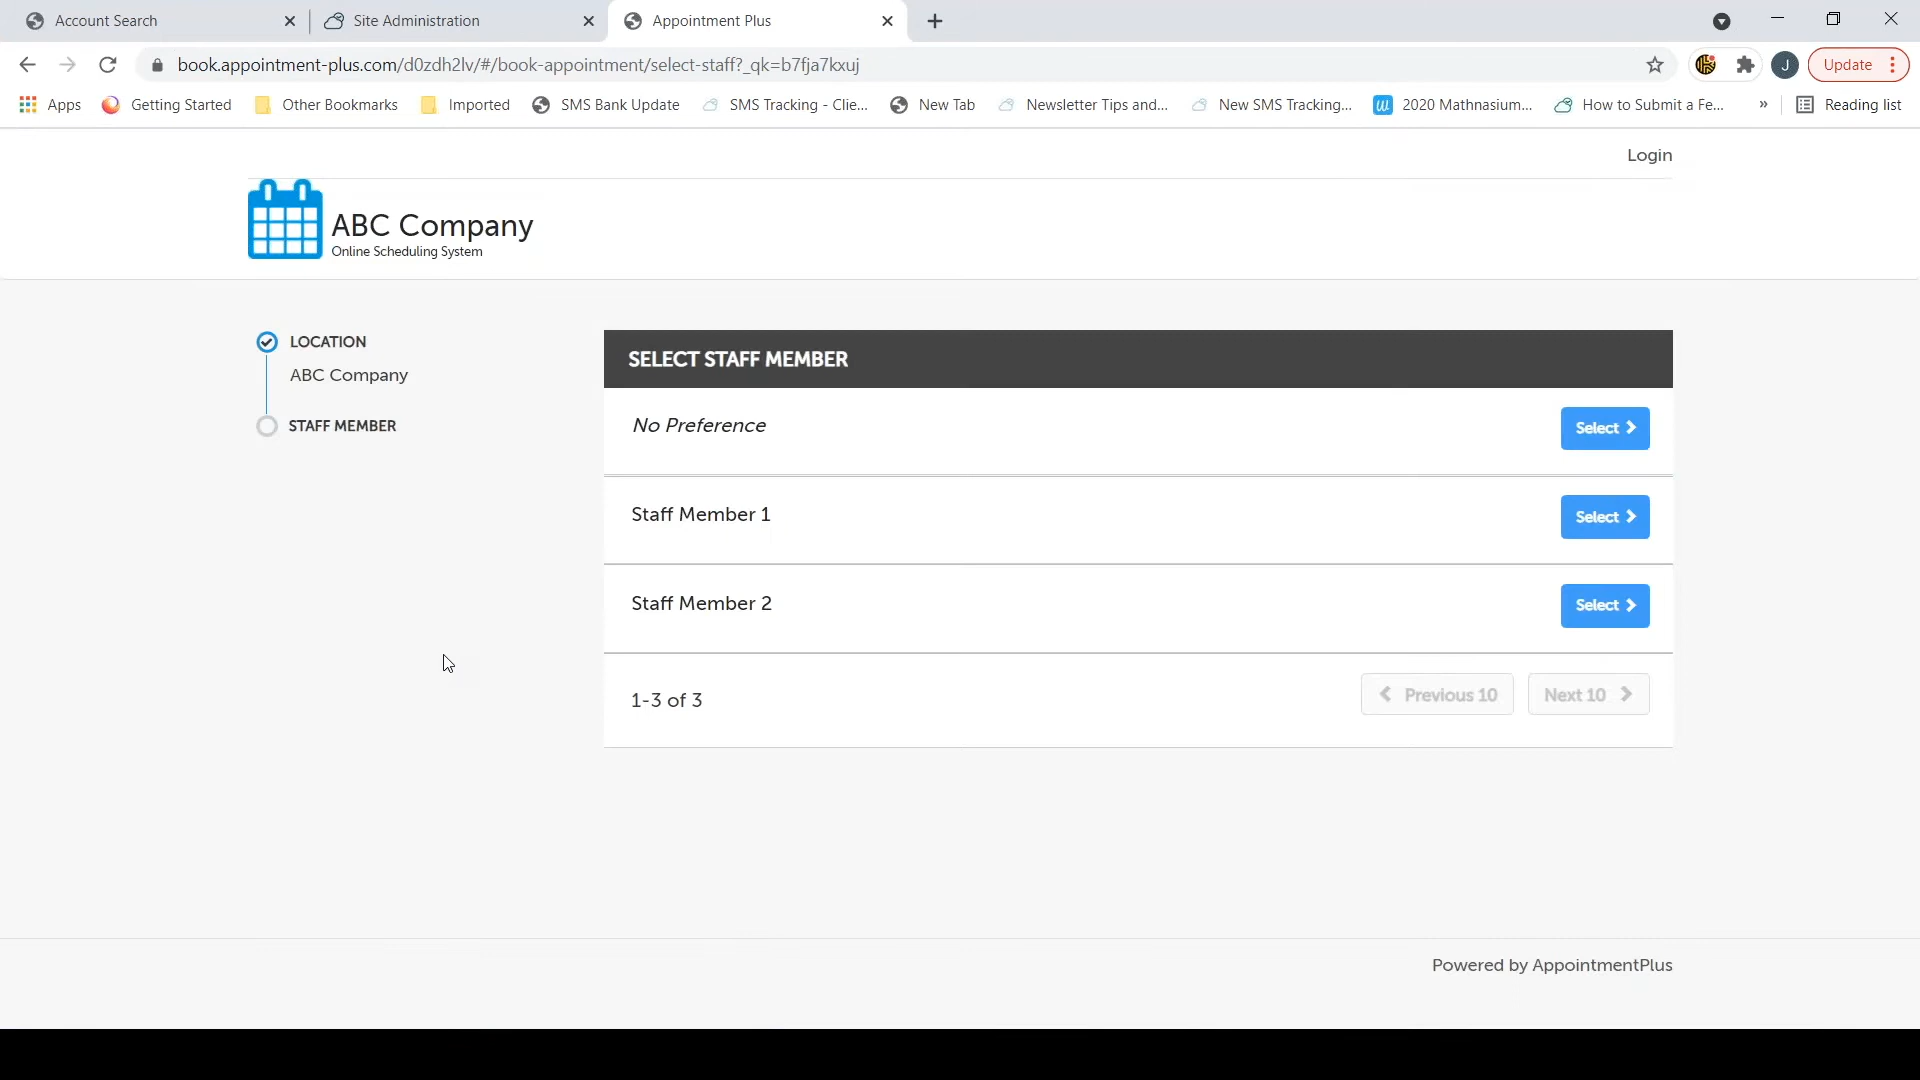 Account Search
Site Administration
Appointment Plus
book.appointment-plus.com/d0zdh2lv/#/book-appointment/select-staff?_qk=b7fja7kxuj
J
Update
Apps
Getting Started
Other Bookmarks
Imported
SMS Bank Update
SMS Tracking - Clie...
New Tab
Newsletter Tips and...
New SMS Tracking...
2020 Mathnasium...
How to Submit a Fe...
»
Reading list
Login
ABC Company
Online Scheduling System
LOCATION
ABC Company
STAFF MEMBER
SELECT STAFF MEMBER
No Preference
Select
Staff Member 1
Select
Staff Member 2
Select
1-3 of 3
Previous 10
Next 10
Powered by AppointmentPlus